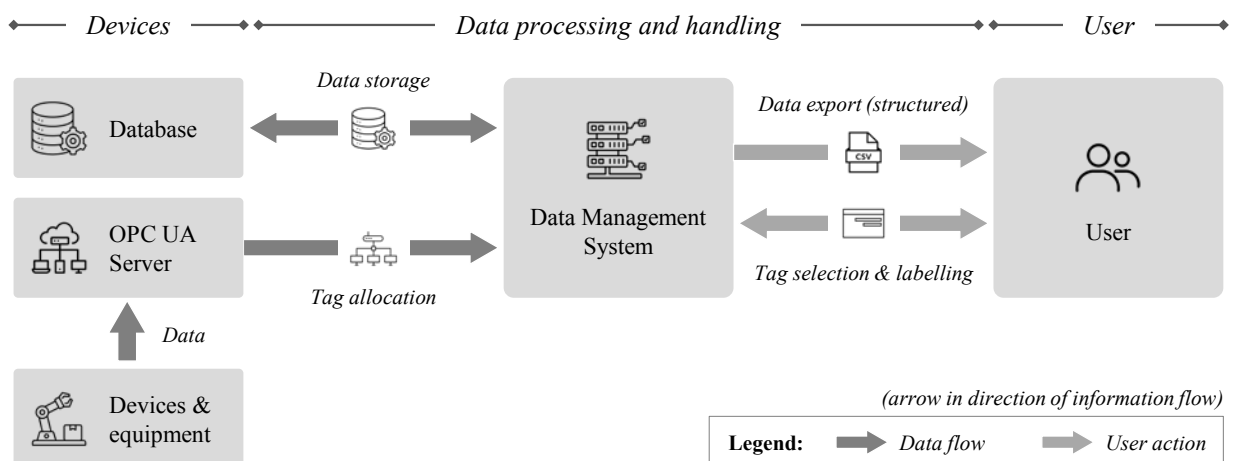 Devices
Data processing and handling
User
Data storage
Database
Data export (structured)
CSV
OPC UA
Server
Tag allocation
Data Management
System
User
Tag selection & labelling
Data
Devices &
equipment
(arrow in direction of information flow)
Legend:
Data flow
User action